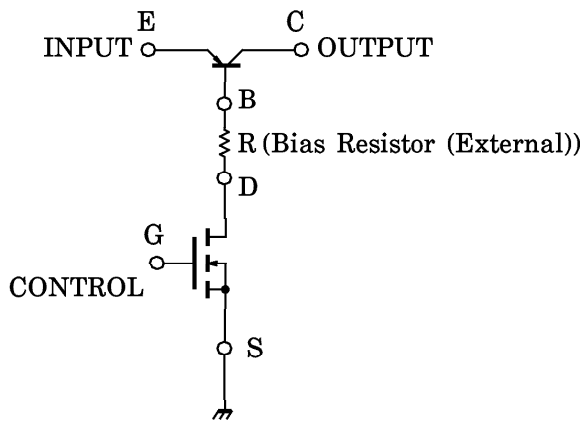 E
C
INPUT
OUTPUT
B
R (Bias Resistor (External))
D
G
CONTROL
S